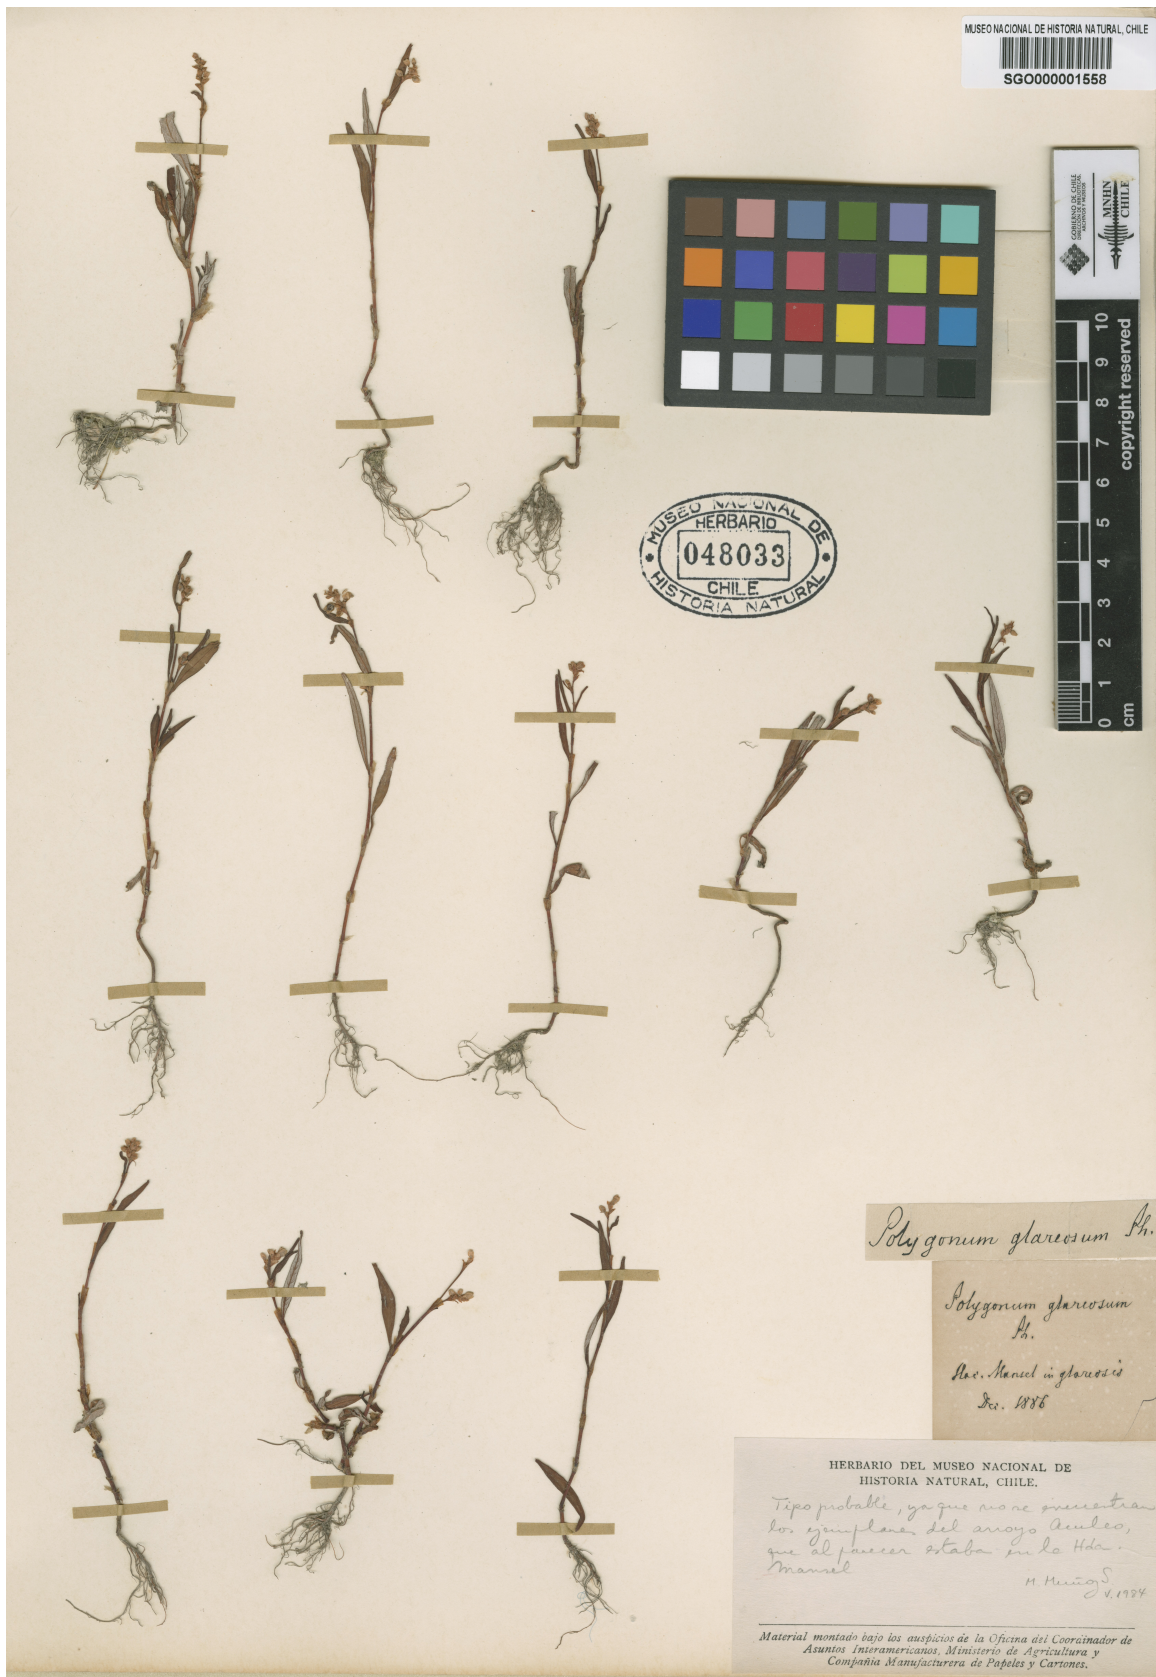 MUSEO NACIONAL DE HISTORIA NATURAL, CHILE
SGO000001558
GOBIERNO DE CHILE
DIRECCIÓN DE BIBLIOTECAS,
ARCHIVOS Y MUSEOS
MNHN
CHILE
10
9
8
7
6
5
4
3
2
1
0
cm
copyright reserved
MUSEO NACIONAL DE
HERBARIO
048033
CHILE
HISTORIA NATURAL
Polygonum glareosum Ph.
Polygonum glareosum
Ph.
Hac. Mansel in glareosis
Dec. 1886
HERBARIO DEL MUSEO NACIONAL DE
HISTORIA NATURAL, CHILE.
Tipo probable, ya que no se encuentran
los ejemplares del arroyo Aculeo,
que al parecer estaba en la Hda.
Mansel
M. Muñoz S
V.1984
Material montado bajo los auspicios de la Oficina del Coordinador de
Asuntos Interamericanos, Ministerio de Agricultura y
Compañía Manufacturera de Papeles y Cartones.